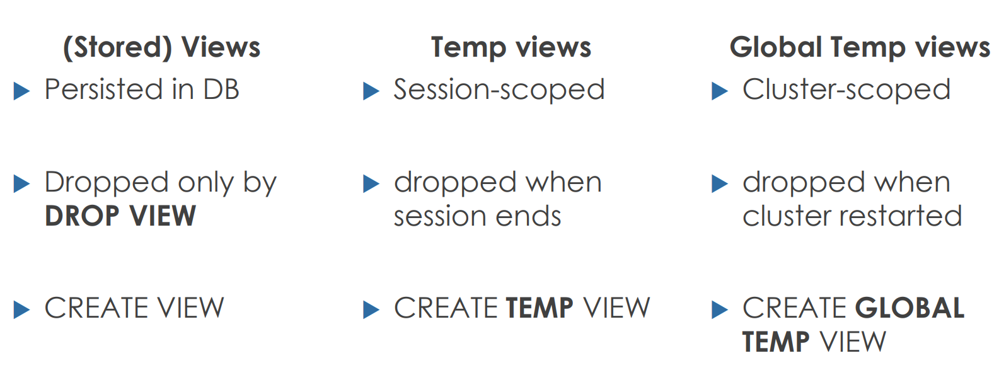 (Stored) Views
Persisted in DB
Dropped only by
DROP VIEW
CREATE VIEW
Temp views
Session-scoped
dropped when
session ends
CREATE TEMP VIEW
Global Temp views
Cluster-scoped
dropped when
cluster restarted
CREATE GLOBAL
TEMP VIEW